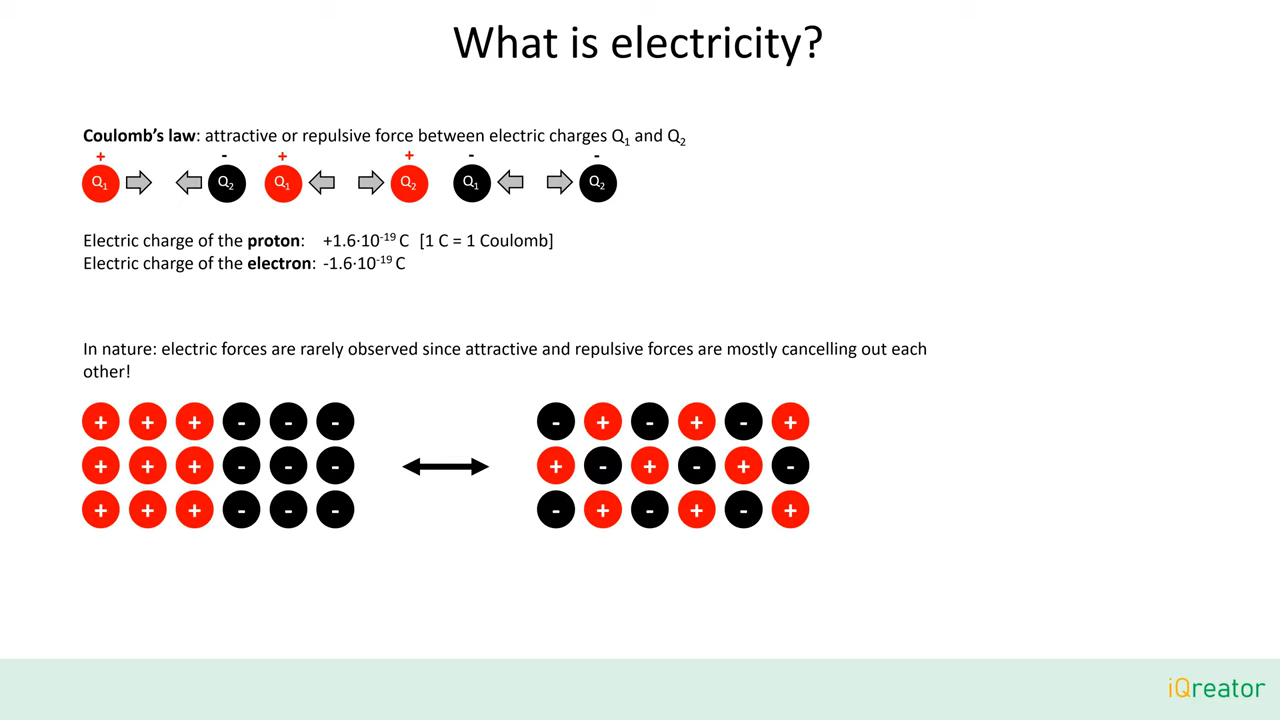 What is electricity?
Coulomb's law: attractive or repulsive force between electric charges Q₁ and Q₂
+ - + + - -
Q₁ Q₂ Q₁ Q₂ Q₁ Q₂
Electric charge of the proton: +1.6·10⁻¹⁹ C [1 C = 1 Coulomb]
Electric charge of the electron: -1.6·10⁻¹⁹ C
In nature: electric forces are rarely observed since attractive and repulsive forces are mostly cancelling out each
other!
+ + + - - - - + - + - +
+ + + - - - + - + - + -
+ + + - - - - + - + - +
iQreator